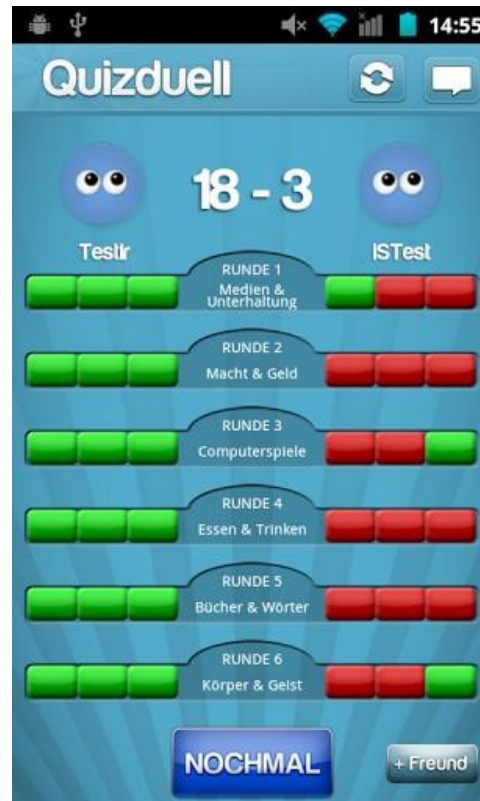 14:55
Quizduell
18 - 3
Testlr
ISTest
RUNDE 1
Medien &
Unterhaltung
RUNDE 2
Macht & Geld
RUNDE 3
Computerspiele
RUNDE 4
Essen & Trinken
RUNDE 5
Bücher & Wörter
RUNDE 6
Körper & Geist
NOCHMAL
+ Freund